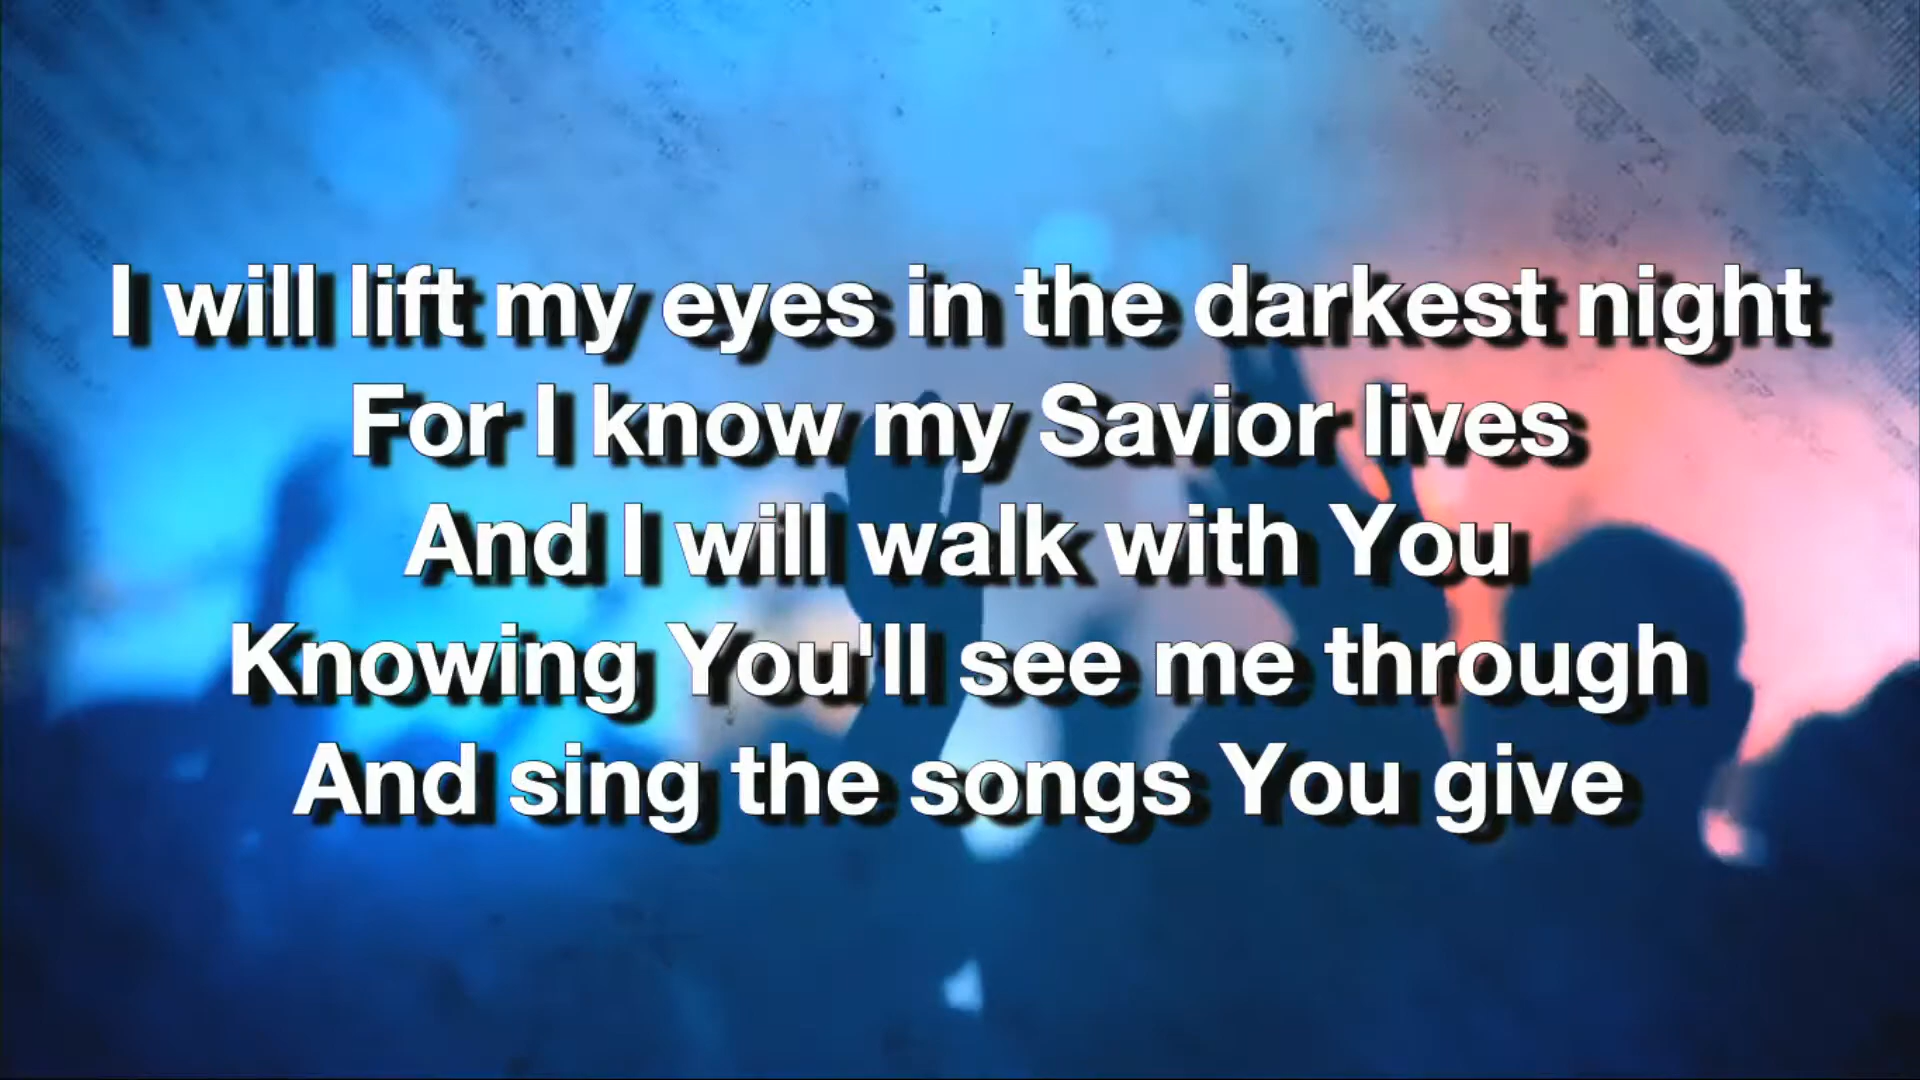 I will lift my eyes in the darkest night
For I know my Savior lives
And I will walk with You
Knowing You'll see me through
And sing the songs You give